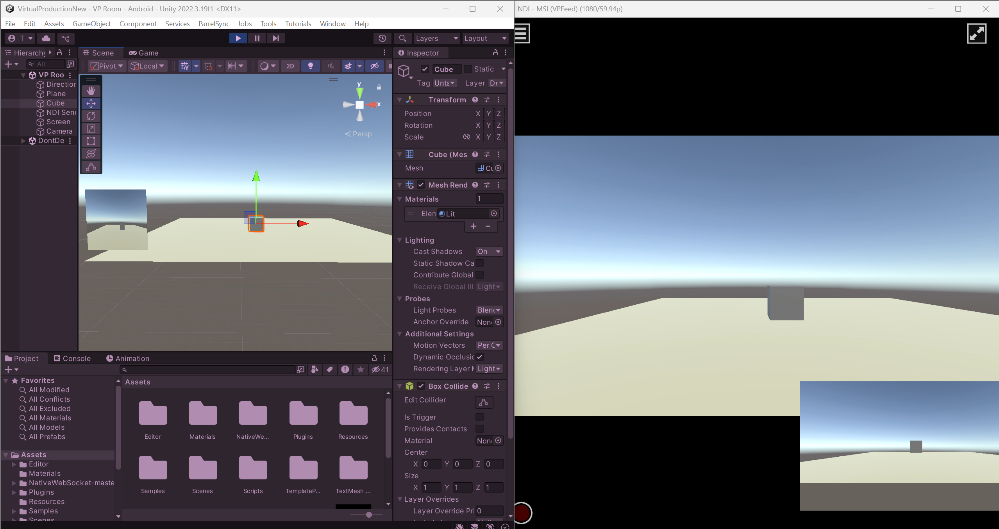 VirtualProductionNew - VP Room - Android - Unity 2022.3.19f1 <DX11>
File Edit Assets GameObject Component Services ParrelSync Jobs Tools Tutorials Window Help
T Layers Layout
Hierarchy
All
VP Roo
Direction
Plane
Cube
NDI Send
Screen
Camera
DontDe
Scene Game
Pivot Local 2D
y
x
Persp
Inspector
Cube Static
Tag Unta Layer De
Transform
Position X Y Z
Rotation X Y Z
Scale X Y Z
Cube (Mes
Mesh Cu
Mesh Rend
Materials 1
Elem Lit
Lighting
Cast Shadows On
Static Shadow Ca
Contribute Global
Receive Global Ill Light
Probes
Light Probes Blend
Anchor Override None
Additional Settings
Motion Vectors Per O
Dynamic Occlusic
Rendering Layer M Light
Box Collide
Edit Collider
Is Trigger
Provides Contacts
Material None
Center
X 0 Y 0 Z 0
Size
X 1 Y 1 Z 1
Layer Overrides
Layer Override Pri 0
Project Console Animation
41
Favorites
All Modified
All Conflicts
All Excluded
All Materials
All Models
All Prefabs
Assets
Editor
Materials
NativeWebSocket-maste
Plugins
Resources
Samples
Scenes
Assets
Editor Materials NativeWe... Plugins Resources
Samples Scenes Scripts TemplateP... TextMesh ...
NDI - MSI (VPFeed) (1080/59.94p)